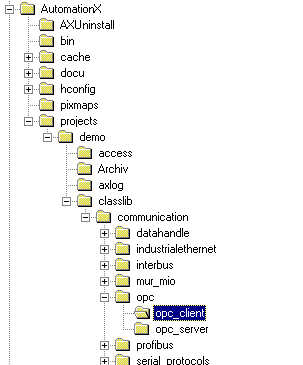 AutomationX
AXUninstall
bin
cache
docu
hconfig
pixmaps
projects
demo
access
Archiv
axlog
classlib
communication
datahandle
industrialethernet
interbus
mur_mio
opc
opc_client
opc_server
profibus
serial_protocols